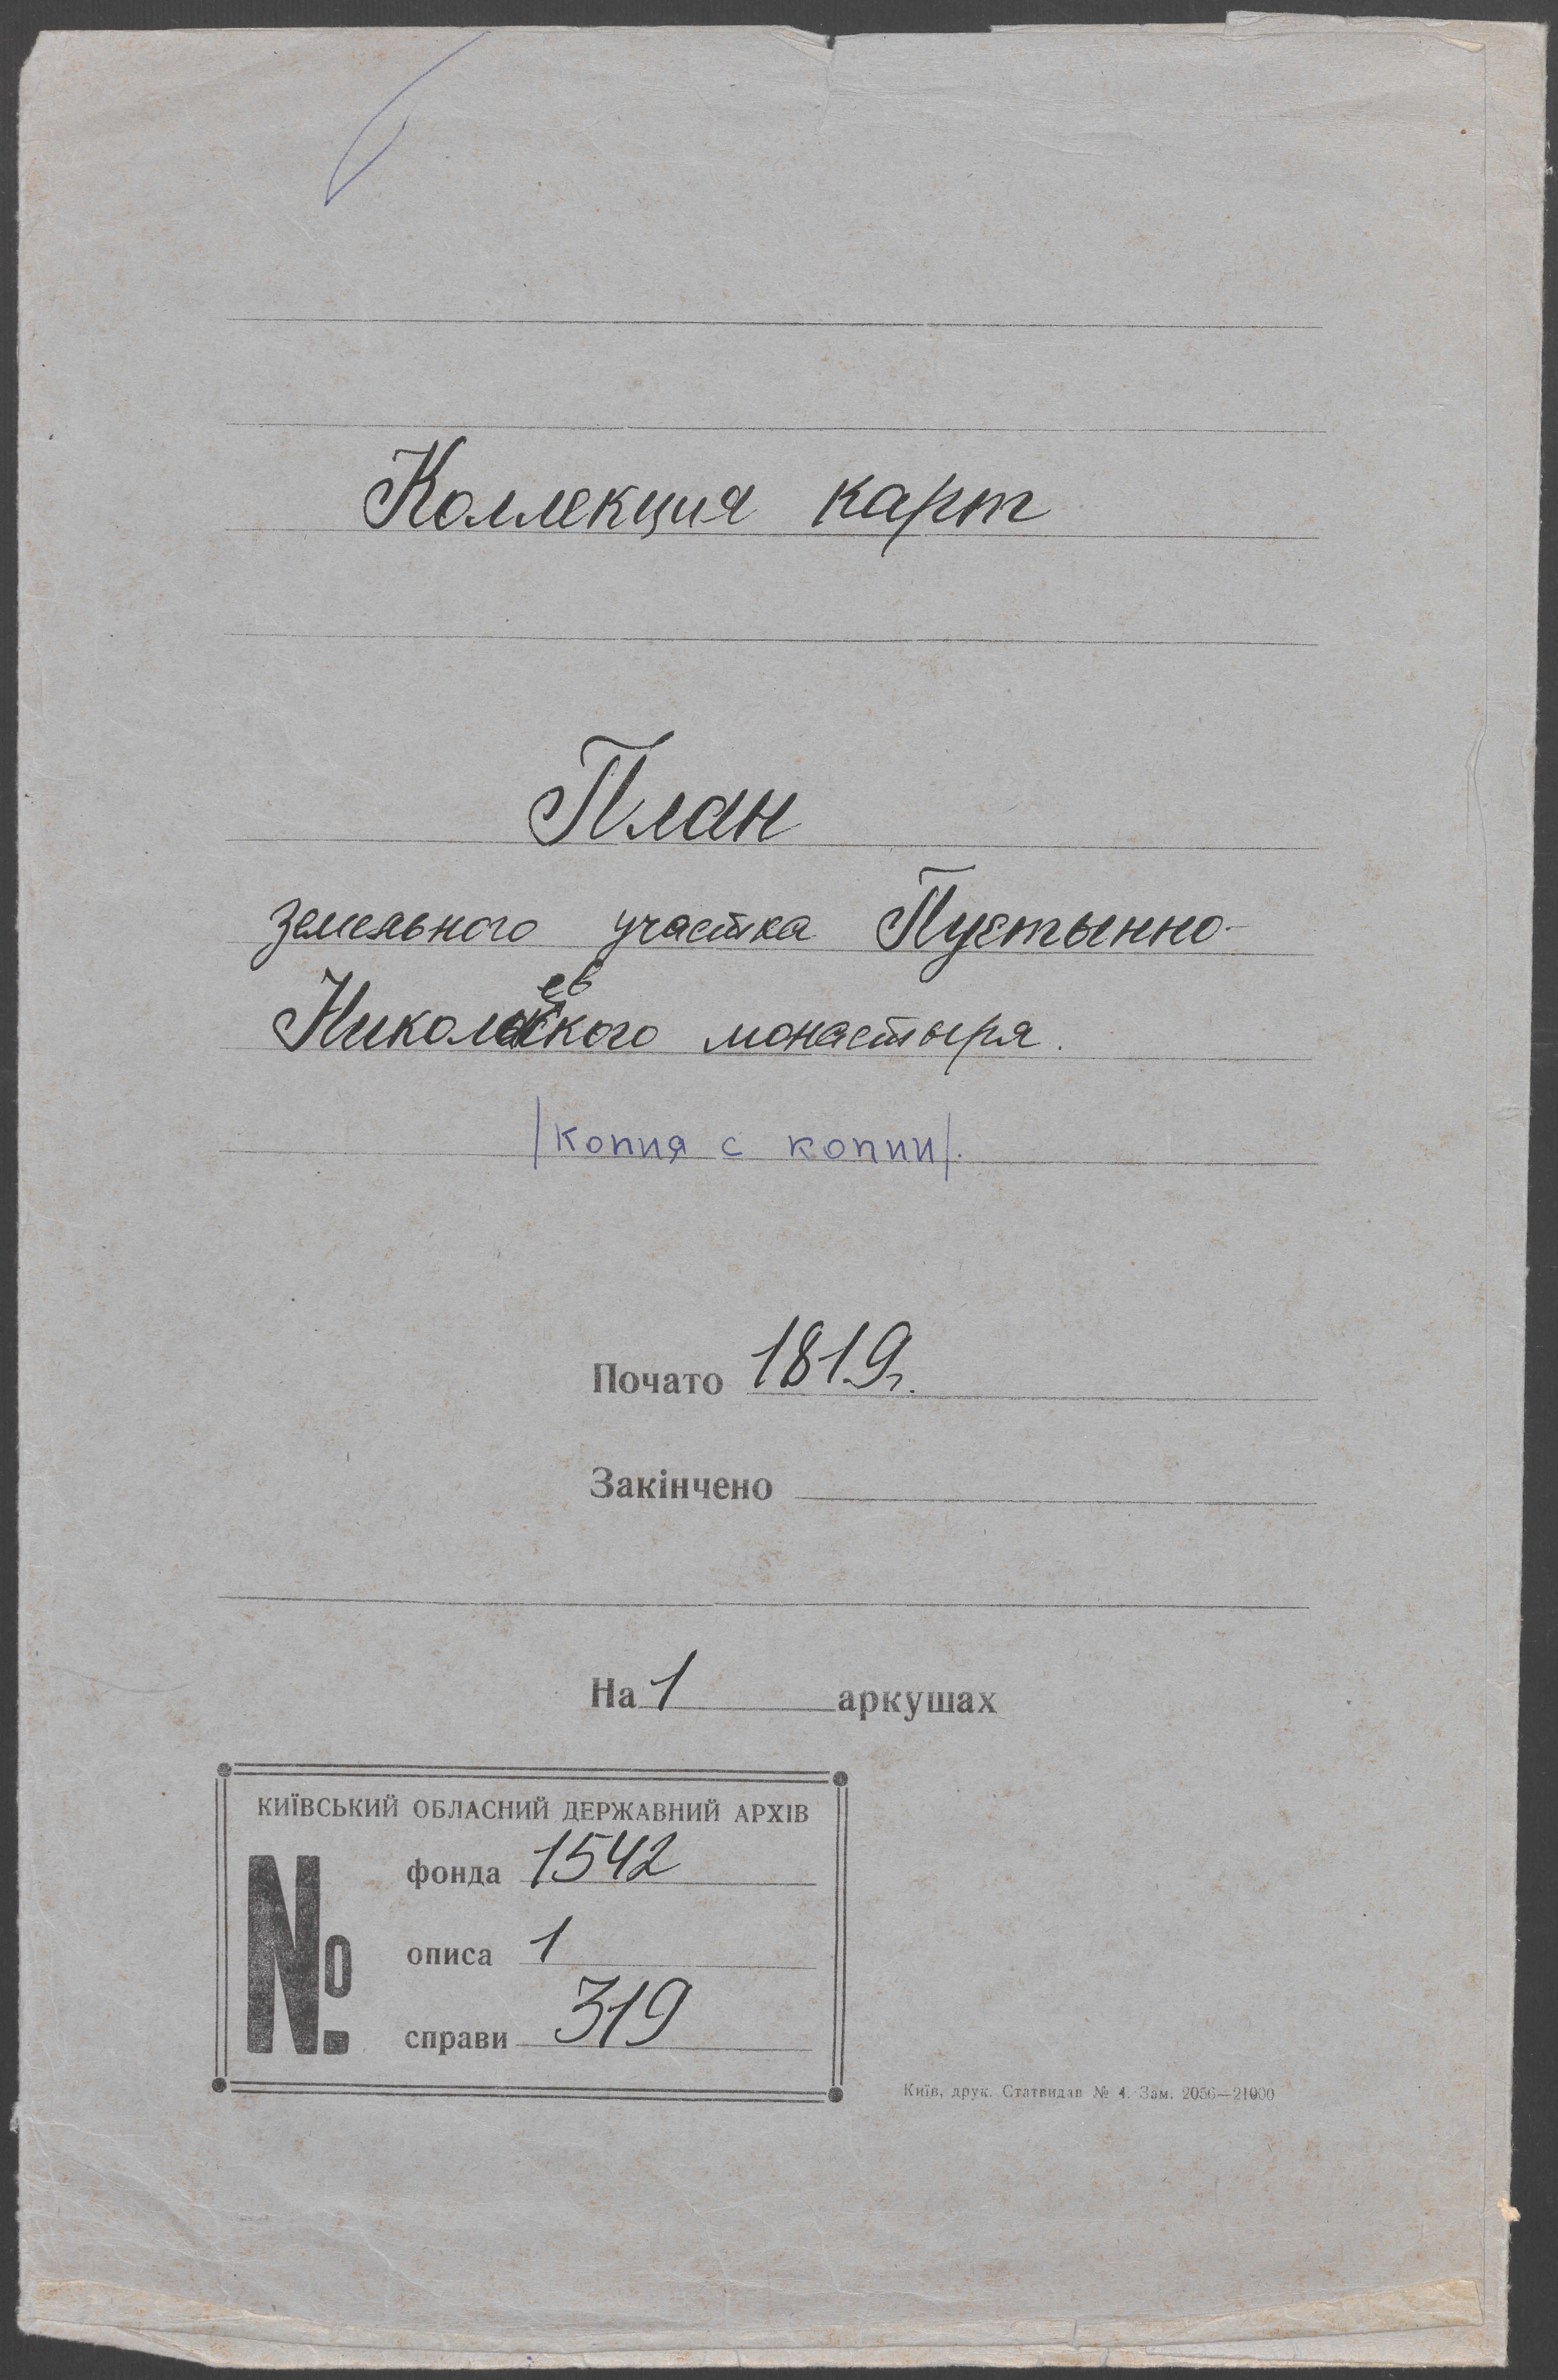 Коллекция карт
План
земельного участка Пустынно-
Николаевского монастыря.
/копия с копии/.
Почато 1819 г.
Закінчено
На 1 аркушах
КИЇВСЬКИЙ ОБЛАСНИЙ ДЕРЖАВНИЙ АРХІВ
№
фонда 1542
описа 1
справи 319
Київ, друк. Статвидав № 4. Зам. 2056—21000